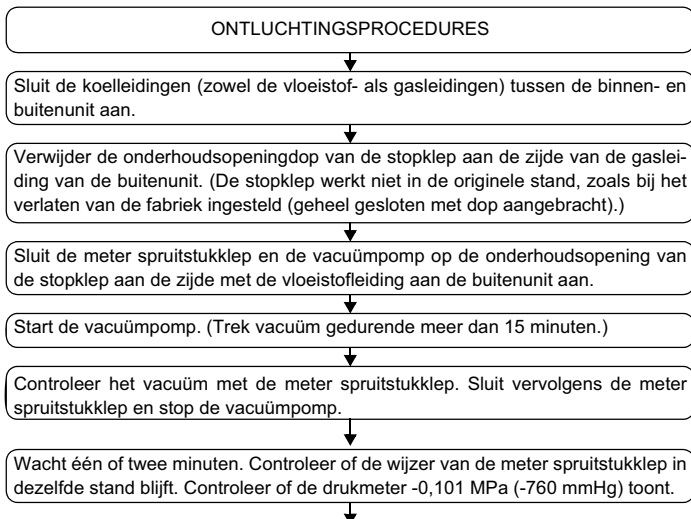 ONTLUCHTINGSPROCEDURES
Sluit de koelleidingen (zowel de vloeistof- als gasleidingen) tussen de binnen- en
buitenunit aan.
Verwijder de onderhoudsopeningdop van de stopklep aan de zijde van de gaslei-
ding van de buitenunit. (De stopklep werkt niet in de originele stand, zoals bij het
verlaten van de fabriek ingesteld (geheel gesloten met dop aangebracht).)
Sluit de meter spruitstukklep en de vacuümpomp op de onderhoudsopening van
de stopklep aan de zijde met de vloeistofleiding aan de buitenunit aan.
Start de vacuümpomp. (Trek vacuüm gedurende meer dan 15 minuten.)
Controleer het vacuüm met de meter spruitstukklep. Sluit vervolgens de meter
spruitstukklep en stop de vacuümpomp.
Wacht één of twee minuten. Controleer of de wijzer van de meter spruitstukklep in
dezelfde stand blijft. Controleer of de drukmeter -0,101 MPa (-760 mmHg) toont.